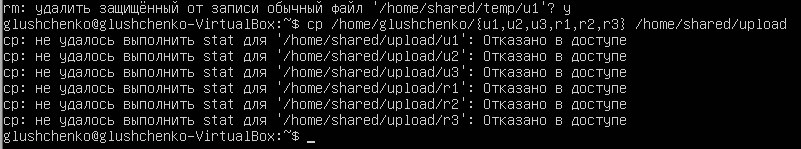 rm: удалить защищённый от записи обычный файл '/home/shared/temp/u1'? y
glushchenko@glushchenko-VirtualBox:~$ cp /home/glushchenko/{u1,u2,u3,r1,r2,r3} /home/shared/upload
cp: не удалось выполнить stat для '/home/shared/upload/u1': Отказано в доступе
cp: не удалось выполнить stat для '/home/shared/upload/u2': Отказано в доступе
cp: не удалось выполнить stat для '/home/shared/upload/u3': Отказано в доступе
cp: не удалось выполнить stat для '/home/shared/upload/r1': Отказано в доступе
cp: не удалось выполнить stat для '/home/shared/upload/r2': Отказано в доступе
cp: не удалось выполнить stat для '/home/shared/upload/r3': Отказано в доступе
glushchenko@glushchenko-VirtualBox:~$ _